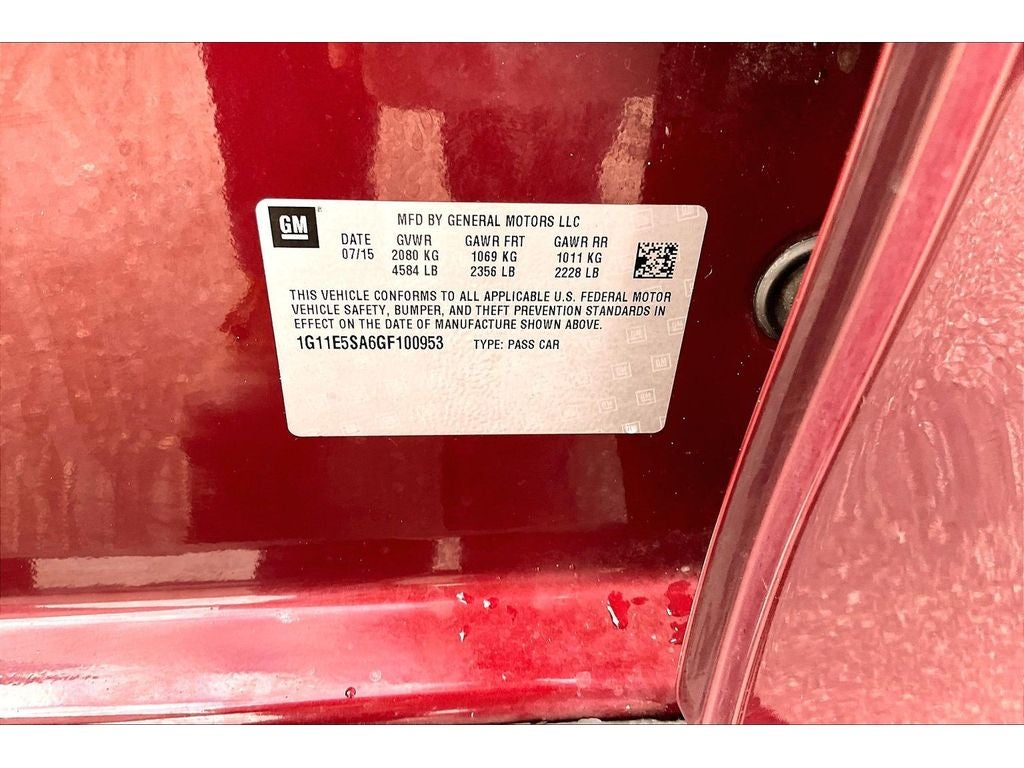 GM
MFD BY GENERAL MOTORS LLC
DATE GVWR GAWR FRT GAWR RR
07/15 2080 KG 1069 KG 1011 KG
4584 LB 2356 LB 2228 LB
THIS VEHICLE CONFORMS TO ALL APPLICABLE U.S. FEDERAL MOTOR
VEHICLE SAFETY, BUMPER, AND THEFT PREVENTION STANDARDS IN
EFFECT ON THE DATE OF MANUFACTURE SHOWN ABOVE.
1G11E5SA6GF100953 TYPE: PASS CAR